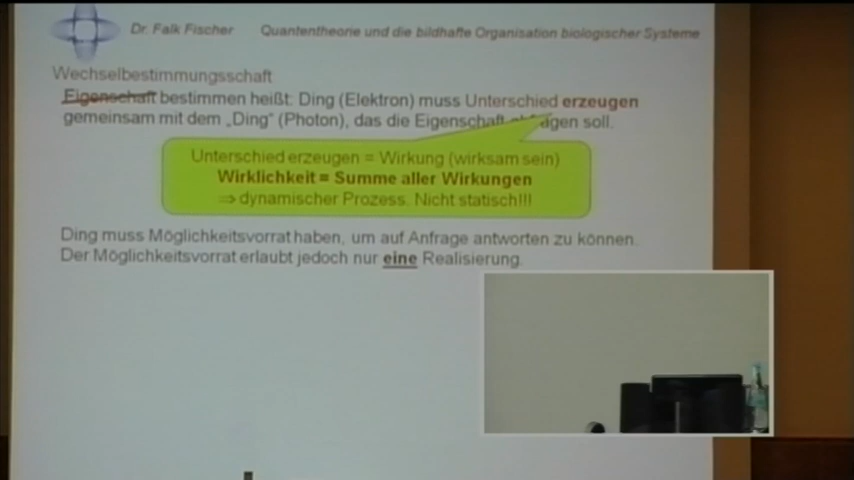 Dr. Falk Fischer Quantentheorie und die bildhafte Organisation biologischer Systeme
Wechselbestimmungsschaft
Eigenschaft bestimmen heißt: Ding (Elektron) muss Unterschied erzeugen
gemeinsam mit dem „Ding" (Photon), das die Eigenschaft soll.
Unterschied erzeugen = Wirkung (wirksam sein)
Wirklichkeit = Summe aller Wirkungen
⇒ dynamischer Prozess. Nicht statisch!!!
Ding muss Möglichkeitsvorrat haben, um auf Anfrage antworten zu können.
Der Möglichkeitsvorrat erlaubt jedoch nur eine Realisierung.